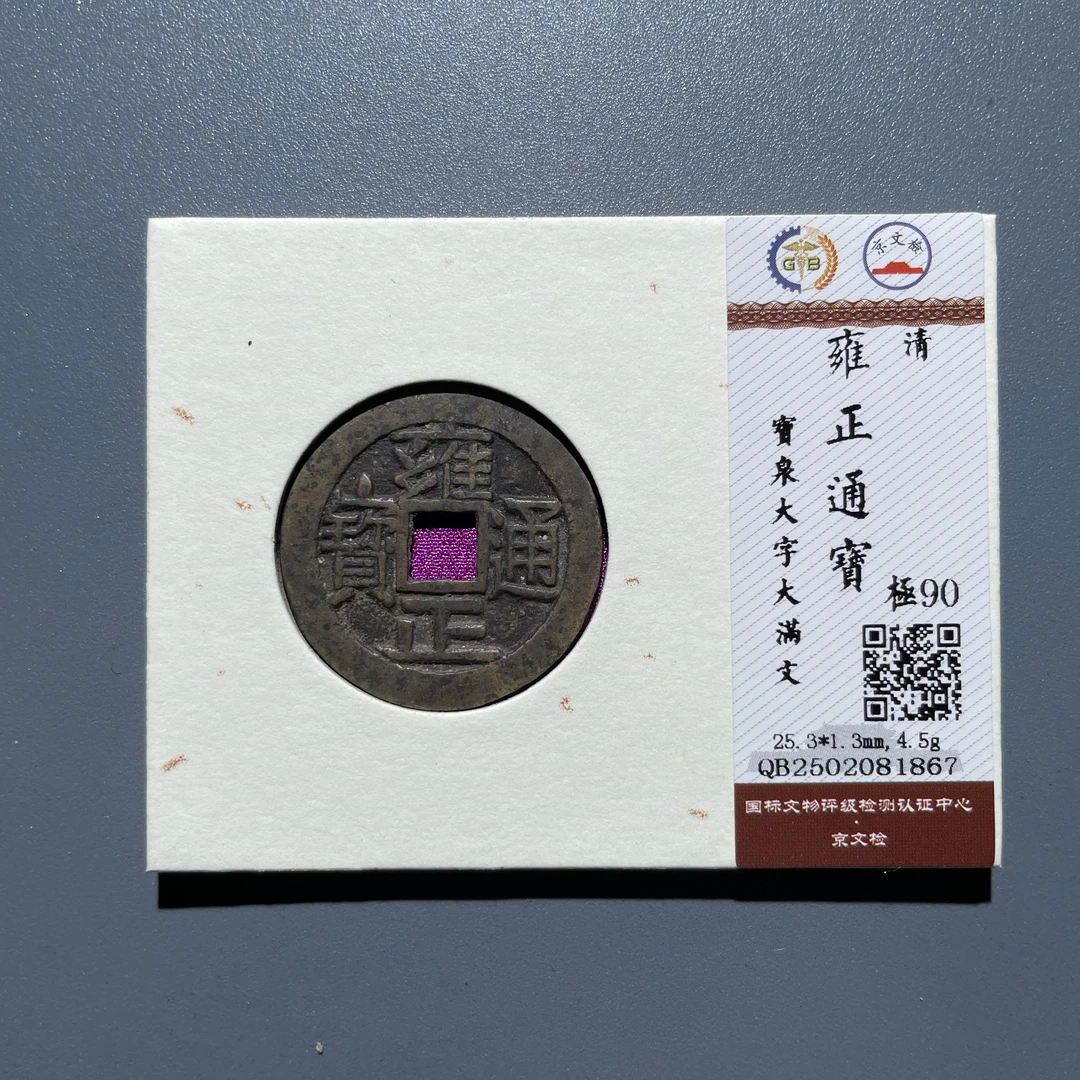 雍正通寶
GB
京文检
清
雍正通寶
寶泉大字大滿文
極90
25.3*1.3mm,4.5g
QB2502081867
国标文物评级检测认证中心
·
京文检